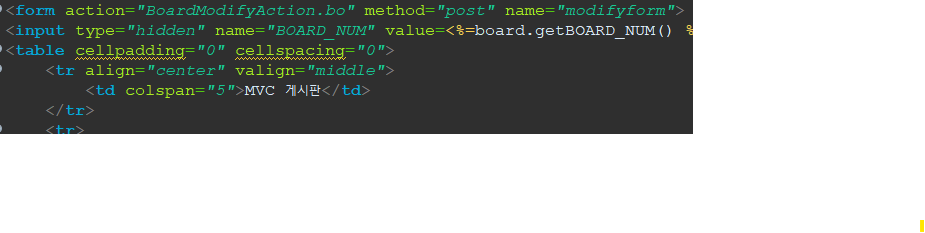 <form action="BoardModifyAction.bo" method="post" name="modifyform">
<input type="hidden" name="BOARD_NUM" value=<%=board.getBOARD_NUM() %
<table cellpadding="0" cellspacing="0">
<tr align="center" valign="middle">
<td colspan="5">MVC 게시판</td>
</tr>
<tr>